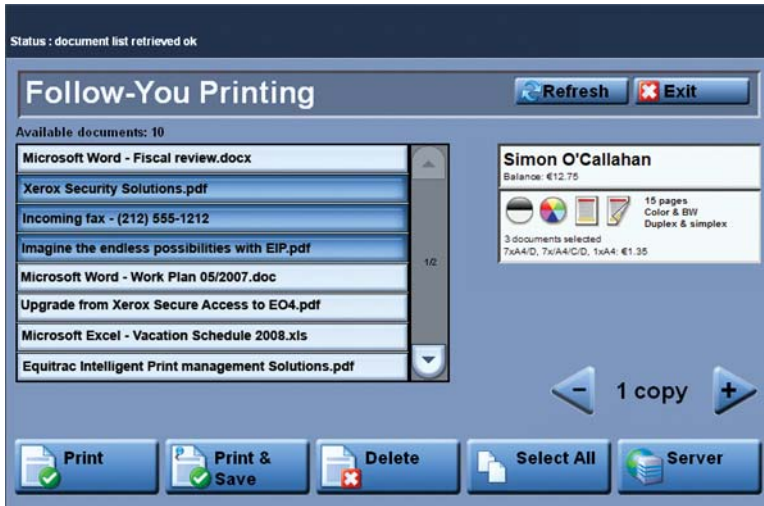 Status : document list retrieved ok
Follow-You Printing
Refresh
Exit
Available documents: 10
Microsoft Word - Fiscal review.docx
Xerox Security Solutions.pdf
Incoming fax - (212) 555-1212
Imagine the endless possibilities with EIP.pdf
Microsoft Word - Work Plan 05/2007.doc
Upgrade from Xerox Secure Access to EO4.pdf
Microsoft Excel - Vacation Schedule 2008.xls
Equitrac Intelligent Print management Solutions.pdf
1/2
Simon O'Callahan
Balance: €12.75
15 pages
Color & BW
Duplex & simplex
3 documents selected
7xA4/D, 7x/A4/C/D, 1xA4: €1.35
- 1 copy +
Print
Print &
Save
Delete
Select All
Server